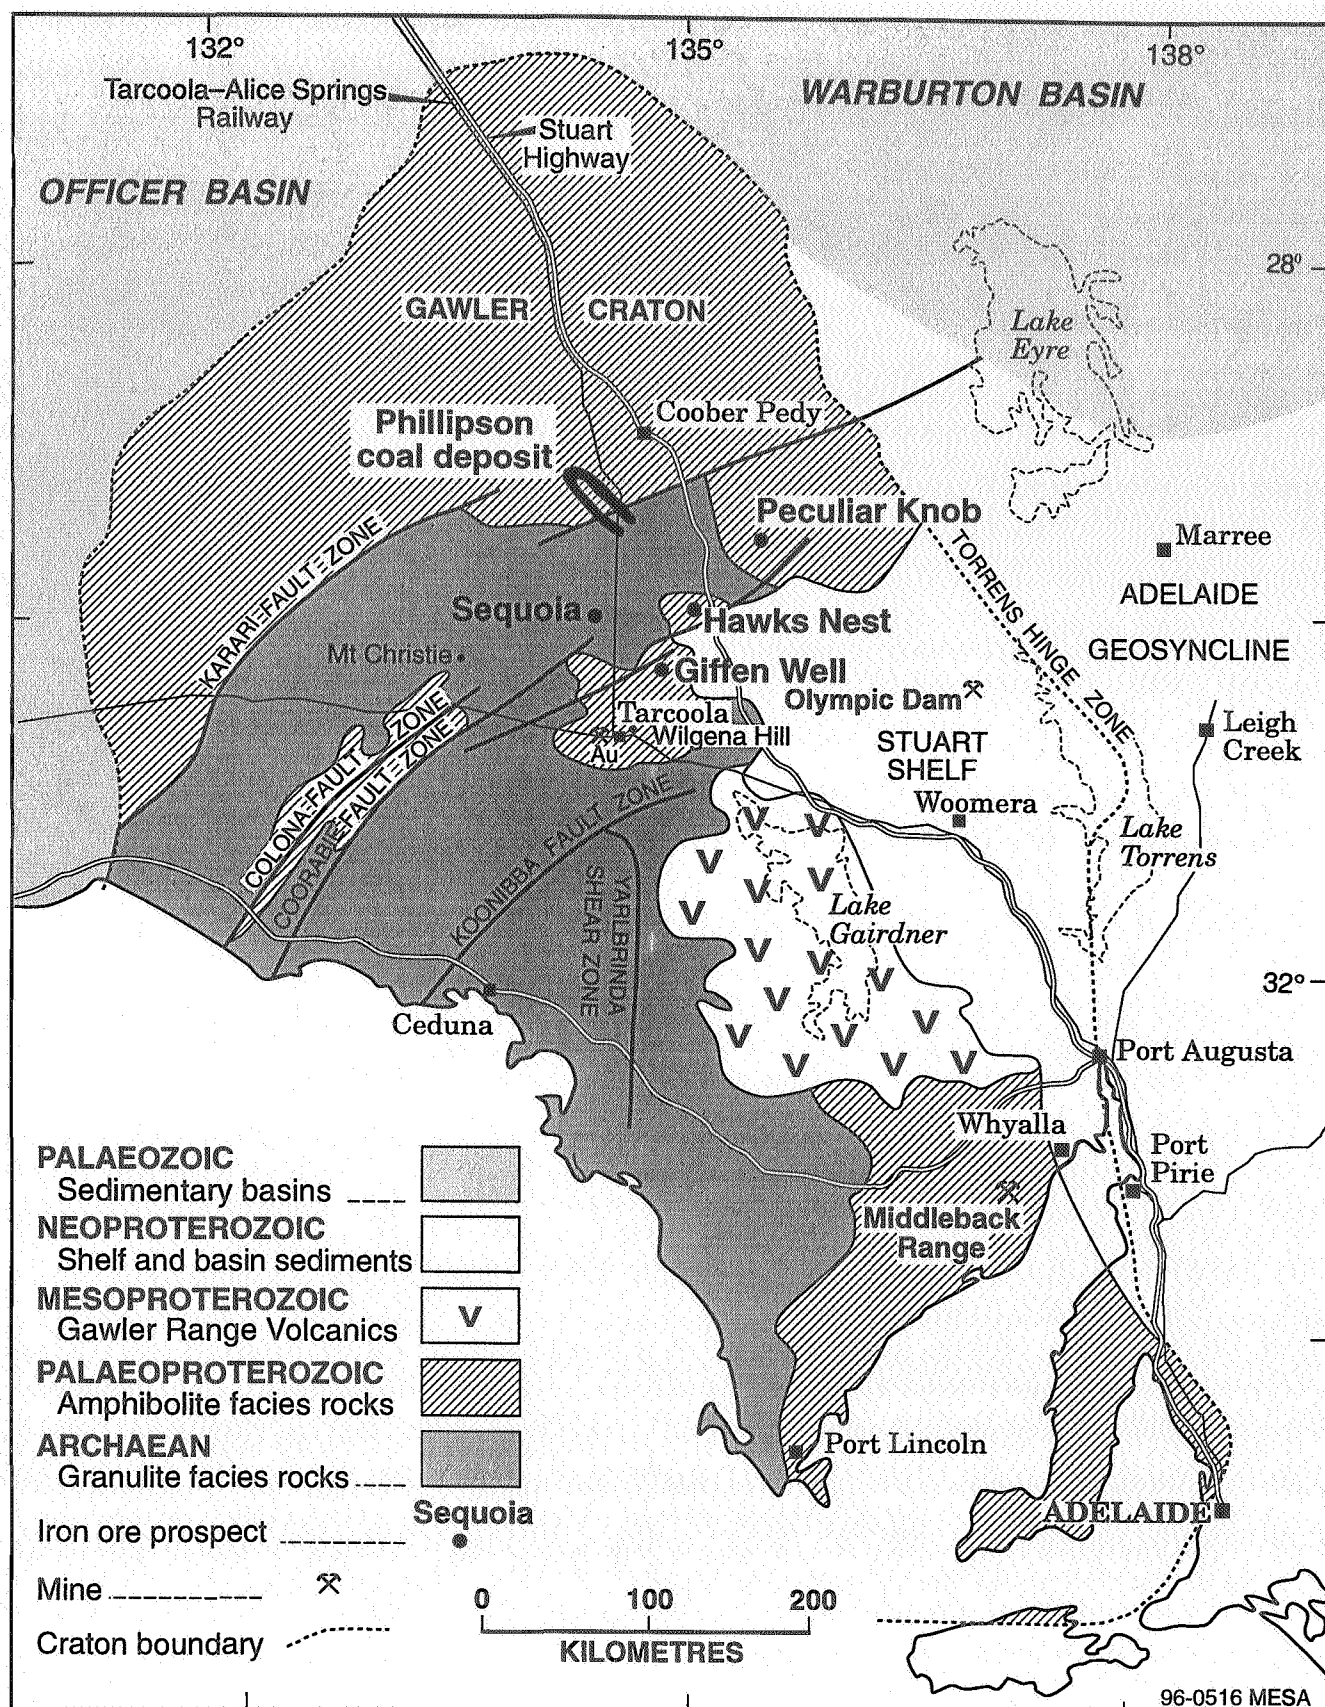 132°
135°
138°
Tarcoola–Alice Springs
Railway
Stuart
Highway
WARBURTON BASIN
OFFICER BASIN
28°
GAWLER CRATON
Lake
Eyre
Phillipson
coal deposit
Coober Pedy
Peculiar Knob
Marree
KARARI FAULT ZONE
TORRENS HINGE ZONE
ADELAIDE
GEOSYNCLINE
Sequoia
Hawks Nest
Mt Christie
Giffen Well
Olympic Dam
Tarcoola
Wilgena Hill
Au
STUART
SHELF
Leigh
Creek
Woomera
COLONA FAULT ZONE
COORABIE FAULT ZONE
KOONIBBA FAULT ZONE
YARLBRINDA
SHEAR ZONE
Lake
Torrens
V V
V V V
V
Lake
Gairdner
V V V
V V V V
V V V
32°
Ceduna
Port Augusta
Whyalla
Port
Pirie
Middleback
Range
PALAEOZOIC
Sedimentary basins
NEOPROTEROZOIC
Shelf and basin sediments
MESOPROTEROZOIC
Gawler Range Volcanics
V
PALAEOPROTEROZOIC
Amphibolite facies rocks
ARCHAEAN
Granulite facies rocks
Port Lincoln
Sequoia
Iron ore prospect
ADELAIDE
Mine
Craton boundary
0 100 200
KILOMETRES
96-0516 MESA